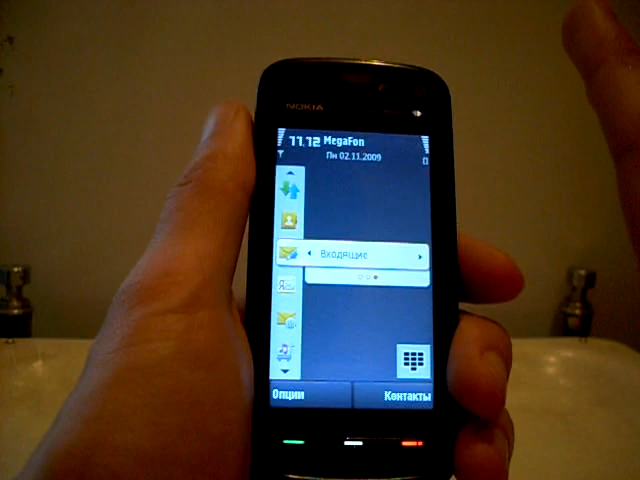 NOKIA
11.12 MegaFon
Пн 02.11.2009
Входящие
Опции Контакты